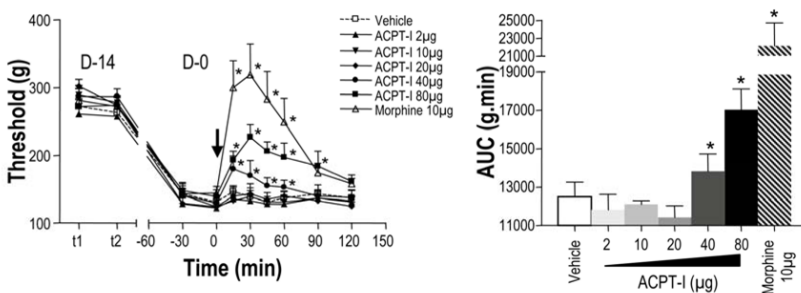 400
300
200
100
Threshold (g)
D-14
D-0
* * * *
* * * * *
* * * *
t1 t2 -60 -30 0 30 60 90 120 150
Time (min)
Vehicle
ACPT-I 2µg
ACPT-I 10µg
ACPT-I 20µg
ACPT-I 40µg
ACPT-I 80µg
Morphine 10µg
25000
23000
21000
19000
17000
15000
13000
11000
AUC (g.min)
*
*
*
Vehicle
2 10 20 40 80
ACPT-I (µg)
Morphine
10µg